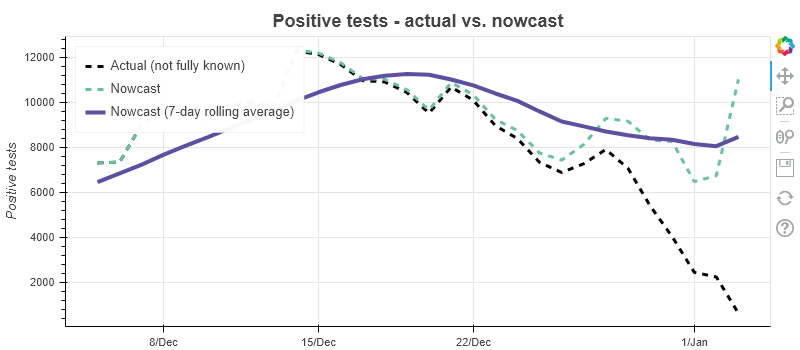 Positive tests - actual vs. nowcast
12000
10000
8000
6000
4000
2000
Positive tests
Actual (not fully known)
Nowcast
Nowcast (7-day rolling average)
8/Dec
15/Dec
22/Dec
1/Jan